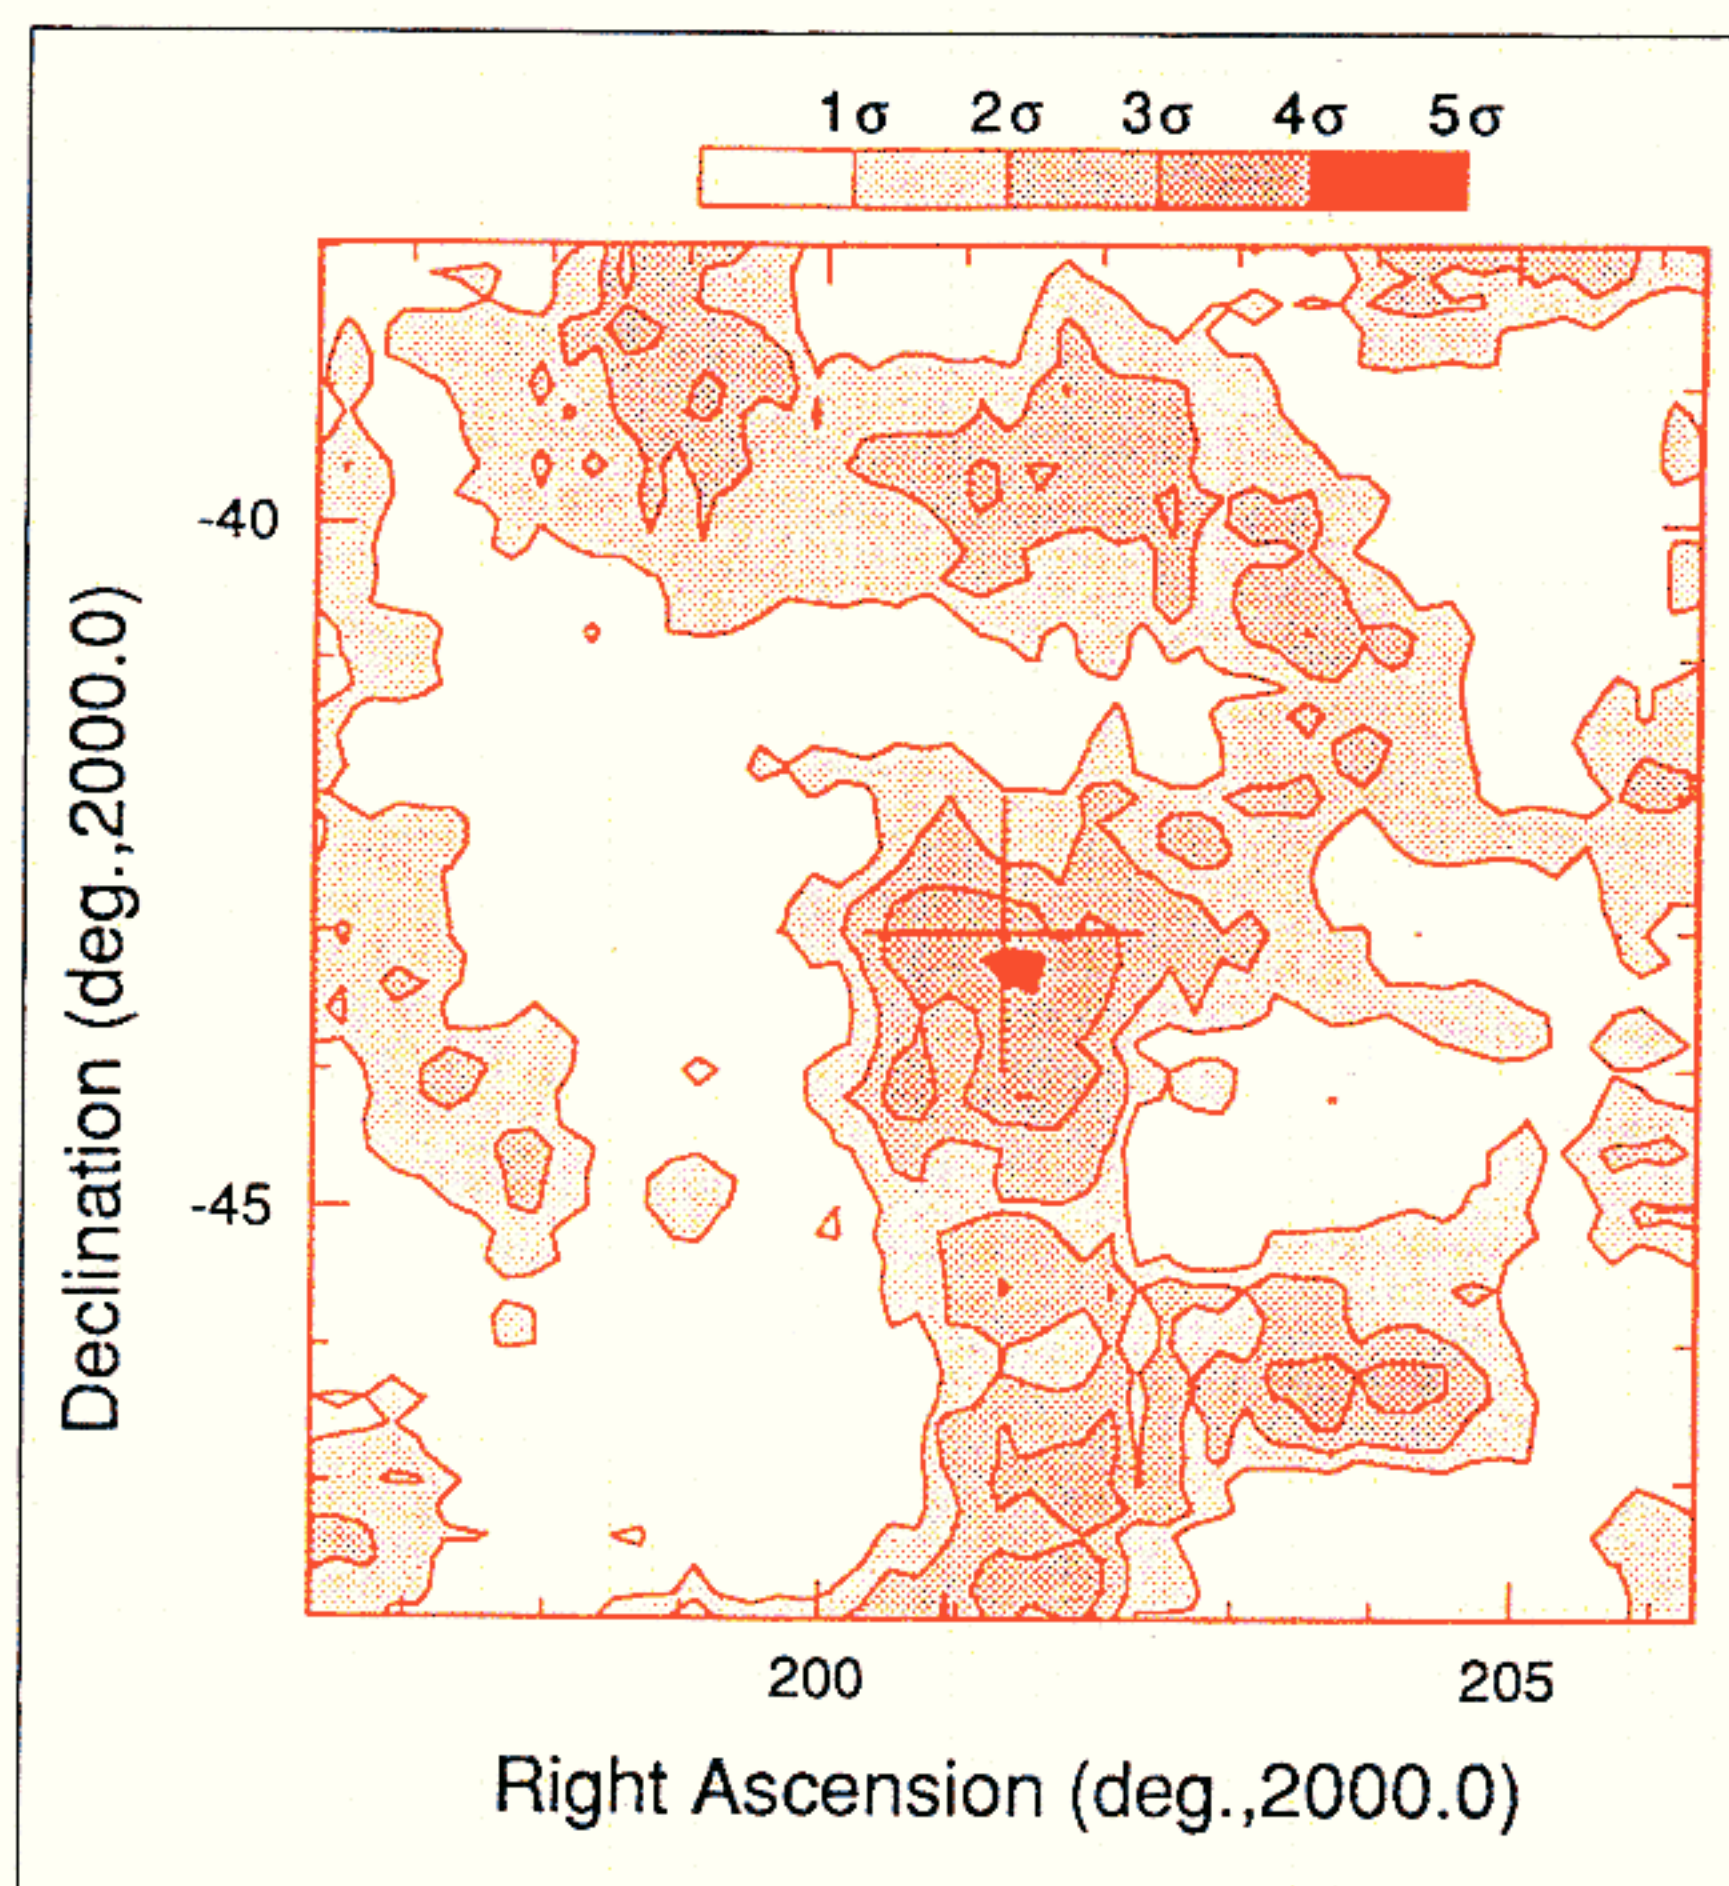 1σ 2σ 3σ 4σ 5σ
-40
-45
Declination (deg.,2000.0)
200 205
Right Ascension (deg.,2000.0)